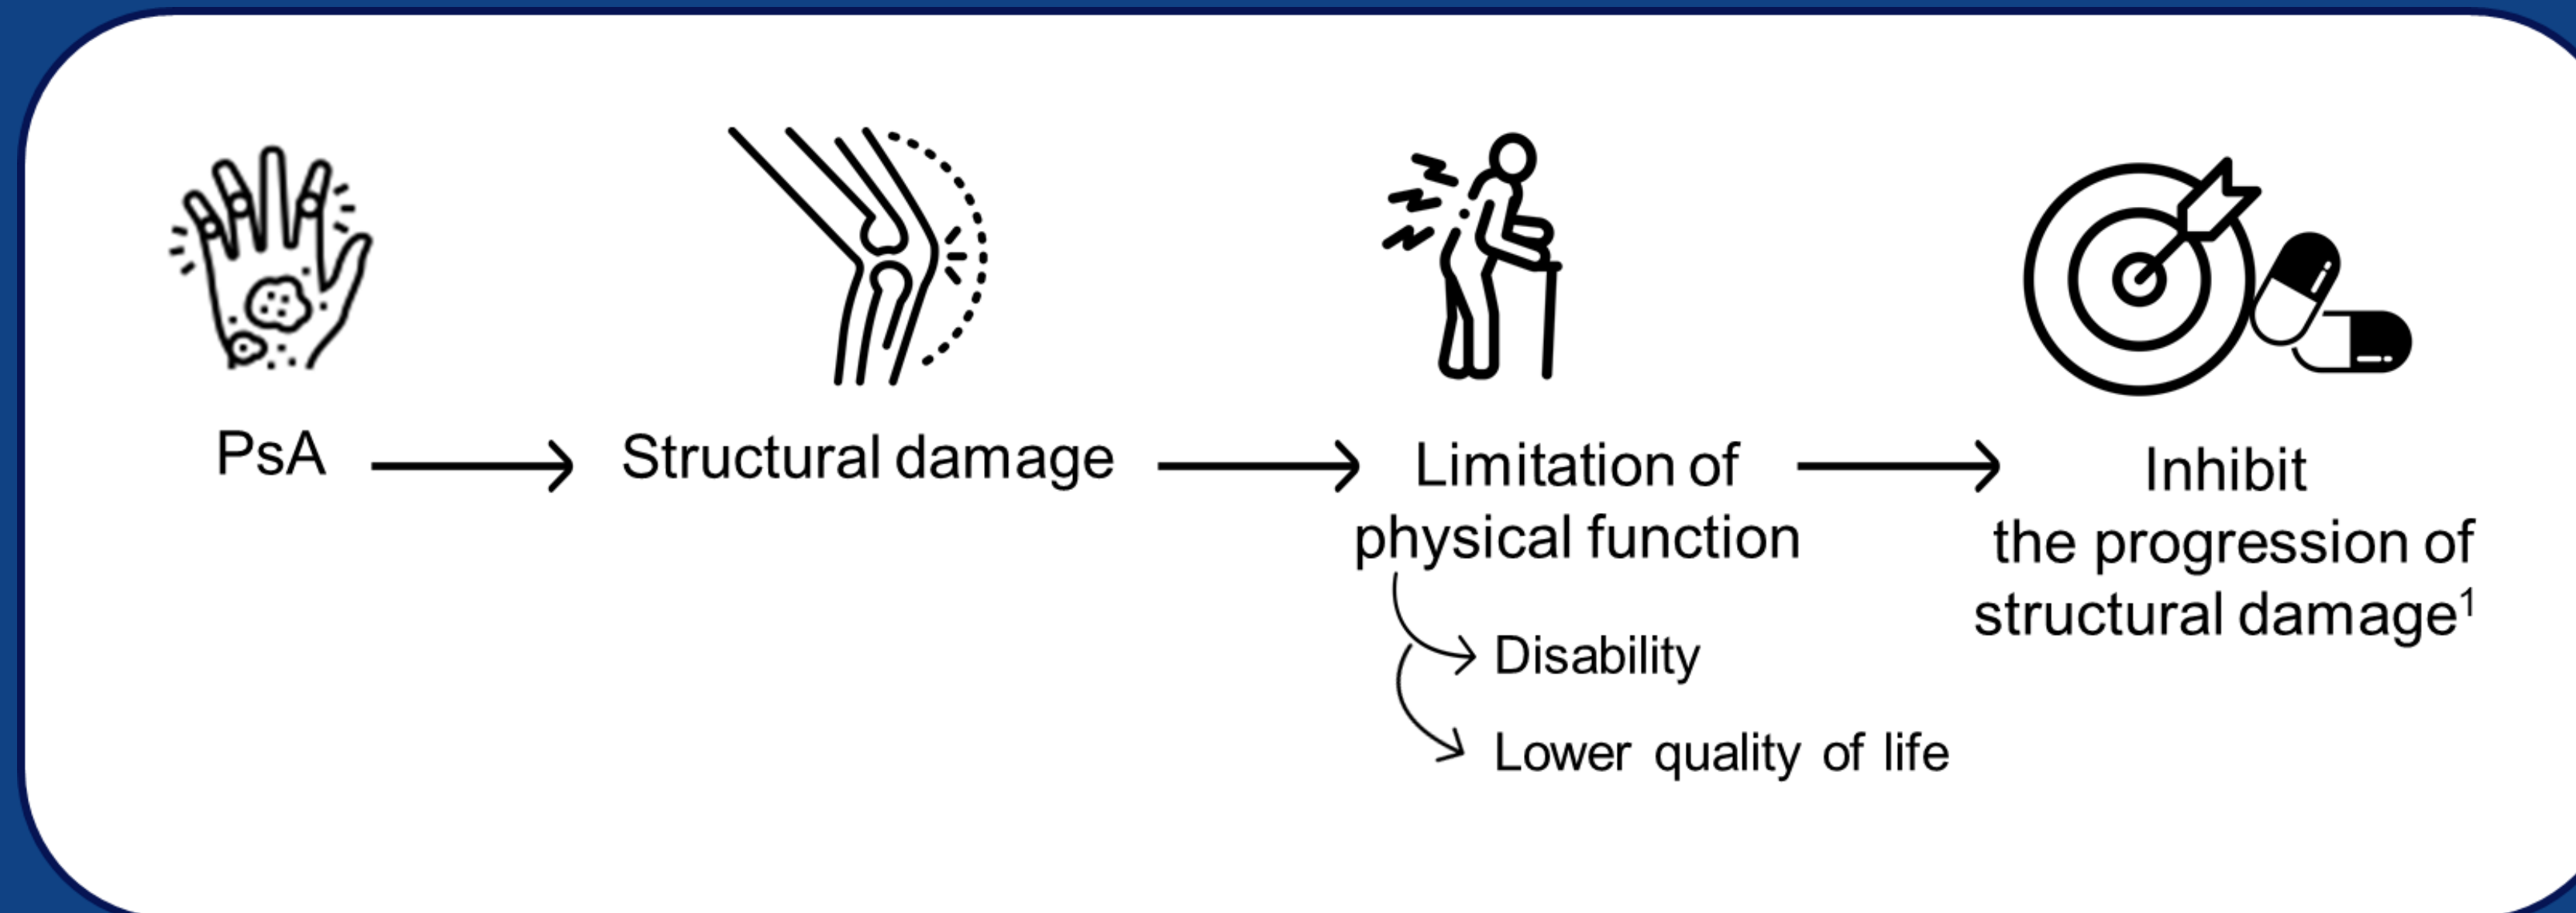 PsA
Structural damage
Limitation of
physical function
Disability
Lower quality of life
Inhibit
the progression of
structural damage¹